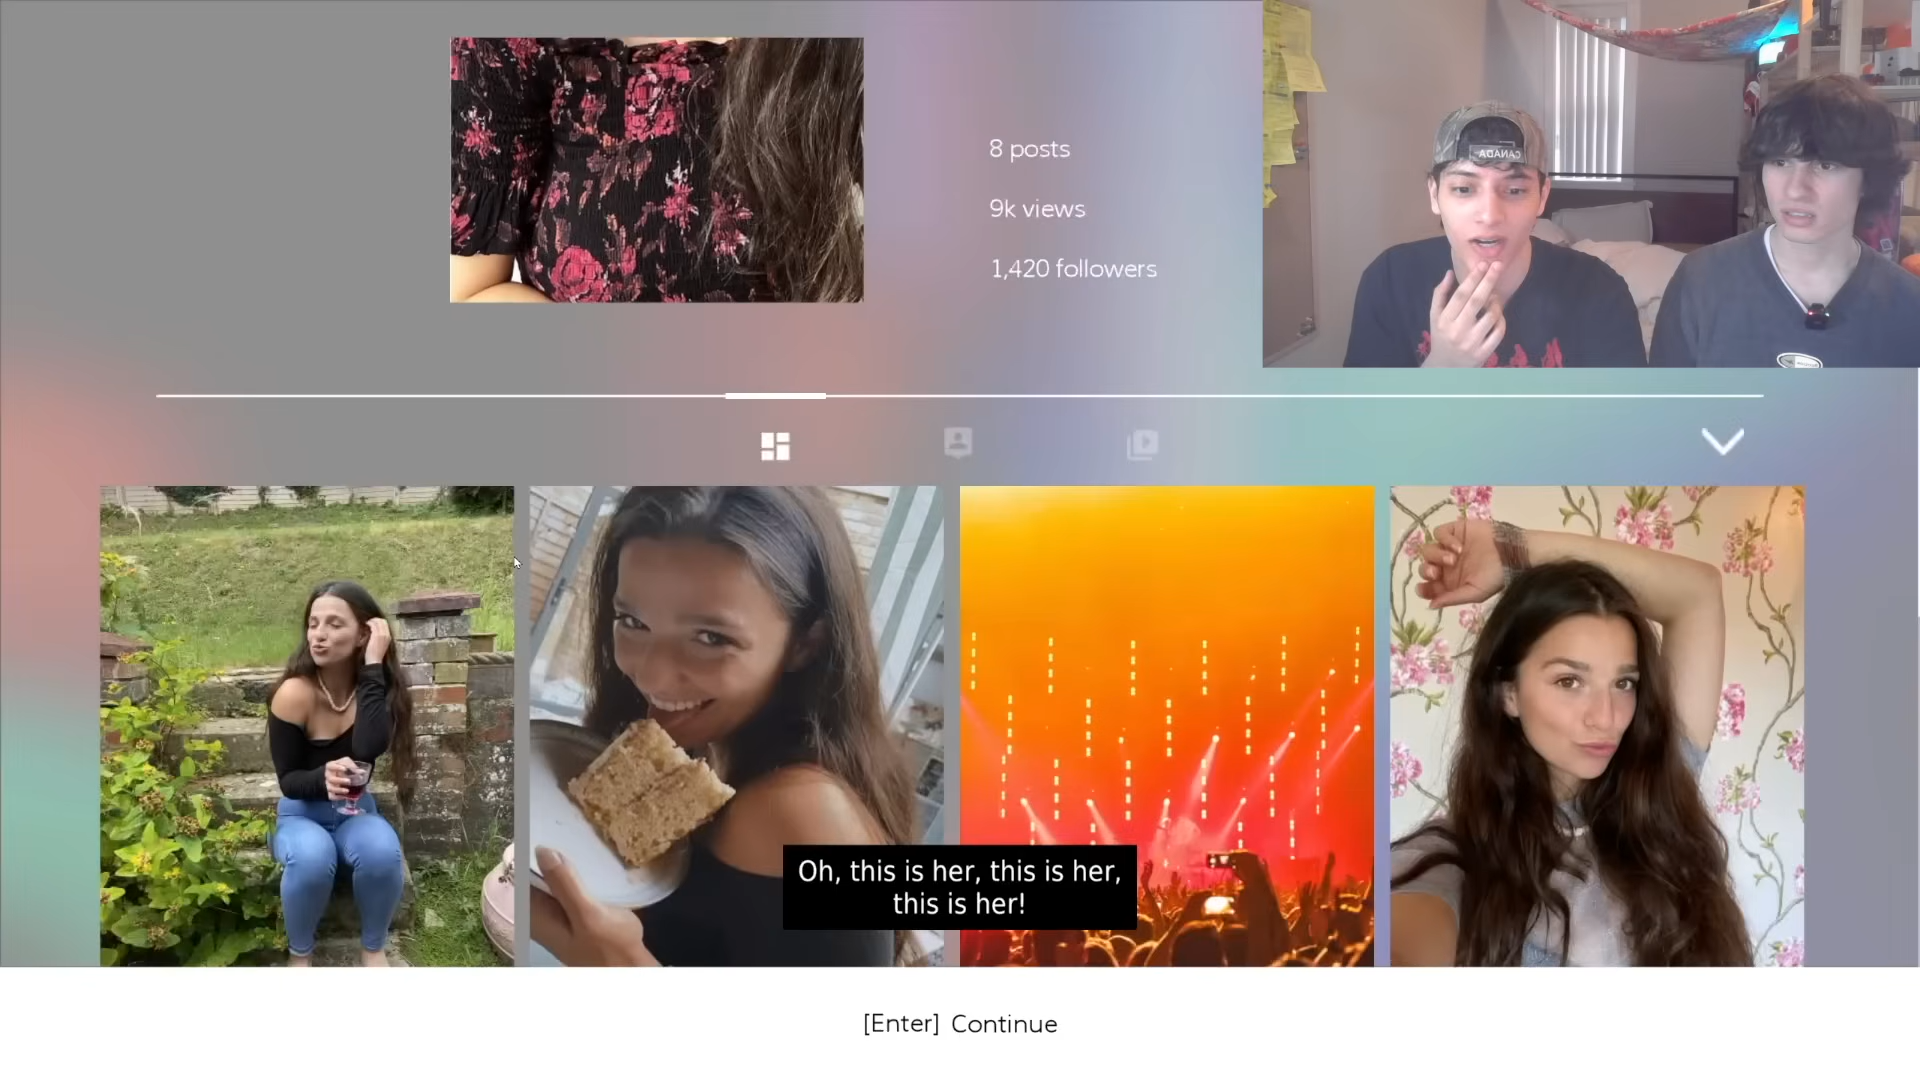 8 posts
9k views
1,420 followers
CANADA
Oh, this is her, this is her,
this is her!
[Enter] Continue